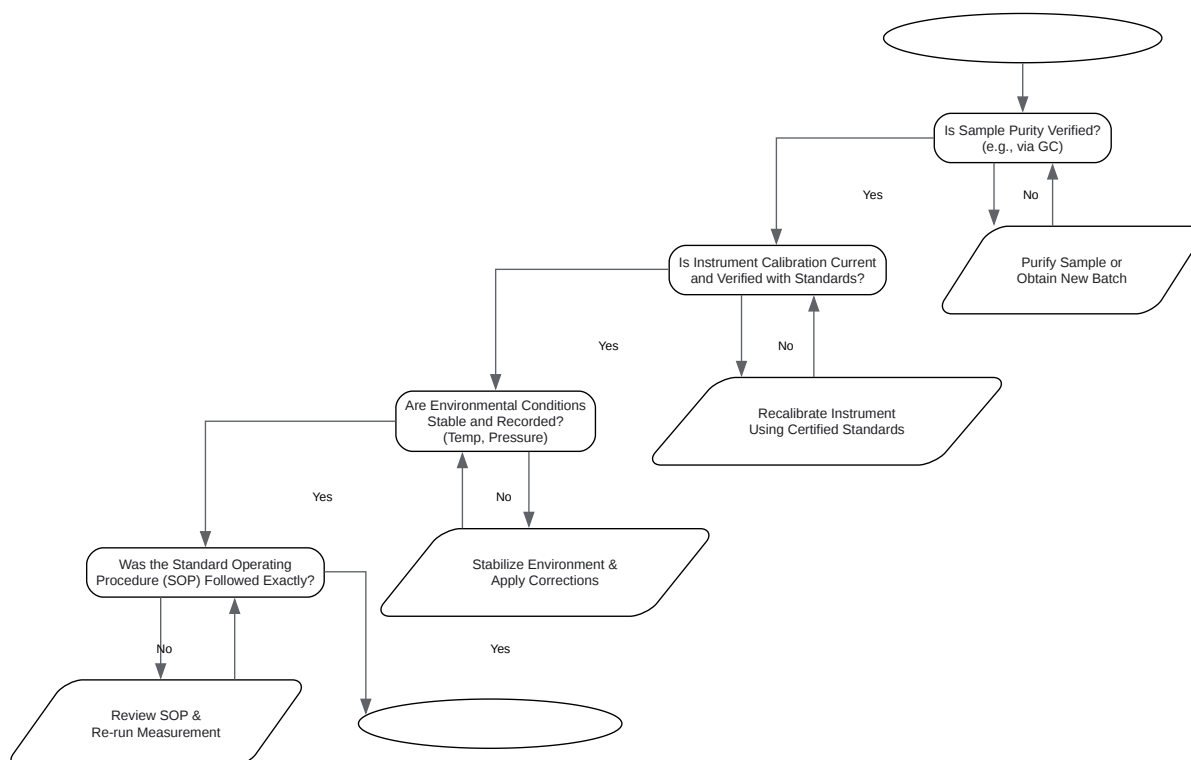 Is Sample Purity Verified?
(e.g., via GC)
Yes
No
Purify Sample or
Obtain New Batch
Is Instrument Calibration Current
and Verified with Standards?
Yes
No
Recalibrate Instrument
Using Certified Standards
Are Environmental Conditions
Stable and Recorded?
(Temp, Pressure)
Yes
No
Stabilize Environment &
Apply Corrections
Was the Standard Operating
Procedure (SOP) Followed Exactly?
No
Yes
Review SOP &
Re-run Measurement